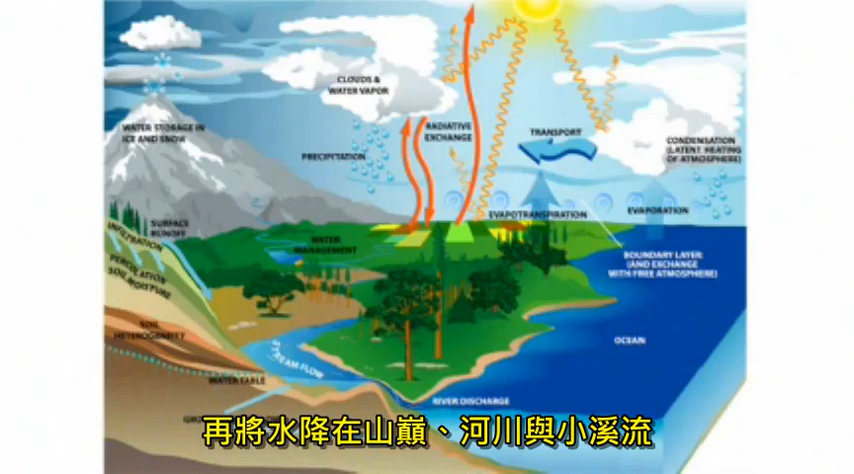 CLOUDS &
WATER VAPOR
WATER STORAGE IN
ICE AND SNOW
RADIATIVE
EXCHANGE
TRANSPORT
CONDENSATION
(LATENT HEATING
OF ATMOSPHERE)
PRECIPITATION
EVAPOTRANSPIRATION
EVAPORATION
SURFACE
RUNOFF
INFILTRATION
WATER
MANAGEMENT
PERCOLATION
SOIL MOISTURE
BOUNDARY LAYER
(AND EXCHANGE
WITH FREE ATMOSPHERE)
SOIL
HETEROGENEITY
OCEAN
STREAM FLOW
WATER TABLE
RIVER DISCHARGE
再將水降在山巔、河川與小溪流